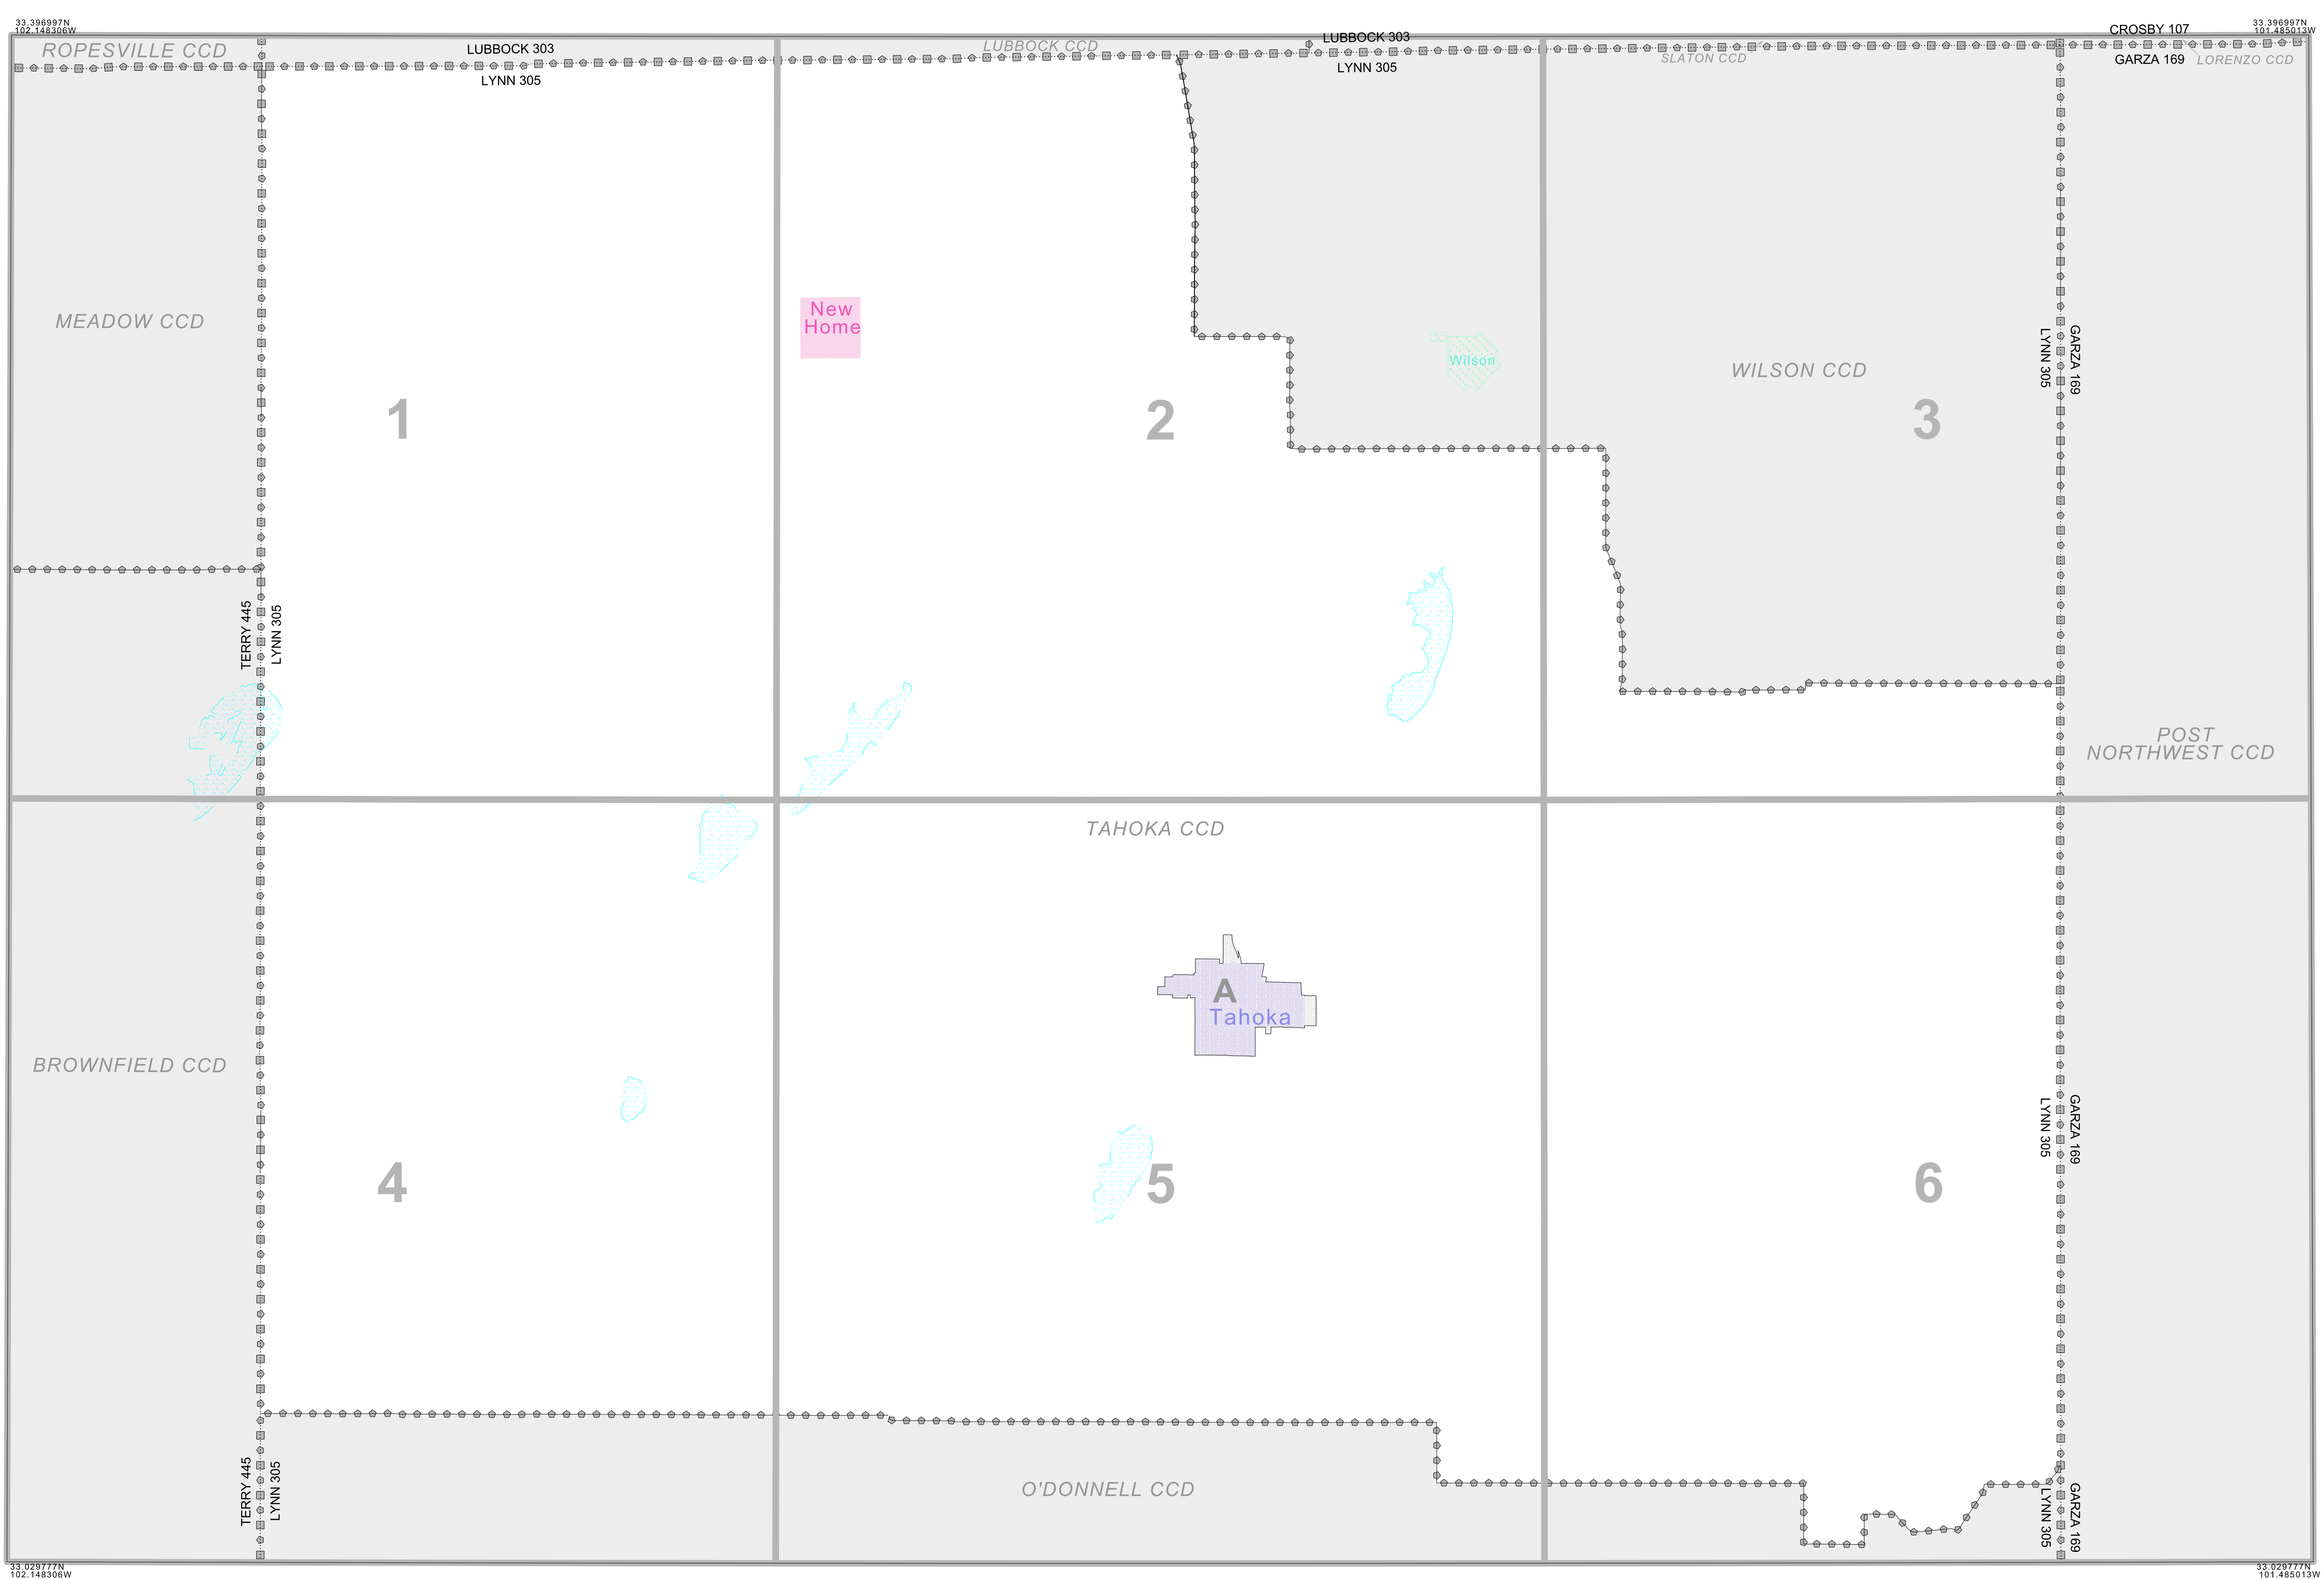 33.396997N
102.148306W
33.396997N
101.485013W
CROSBY 107
GARZA 169
LORENZO CCD
ROPESVILLE CCD
LUBBOCK 303
LYNN 305
LUBBOCK CCD
LUBBOCK 303
LYNN 305
SLATON CCD
New
Home
MEADOW CCD
Wilson
WILSON CCD
GARZA 169
LYNN 305
1
2
3
TERRY 445
LYNN 305
POST
NORTHWEST CCD
TAHOKA CCD
A
Tahoka
BROWNFIELD CCD
GARZA 169
LYNN 305
4
5
6
TERRY 445
LYNN 305
O'DONNELL CCD
GARZA 169
LYNN 305
33.029777N
102.148306W
33.029777N
101.485013W